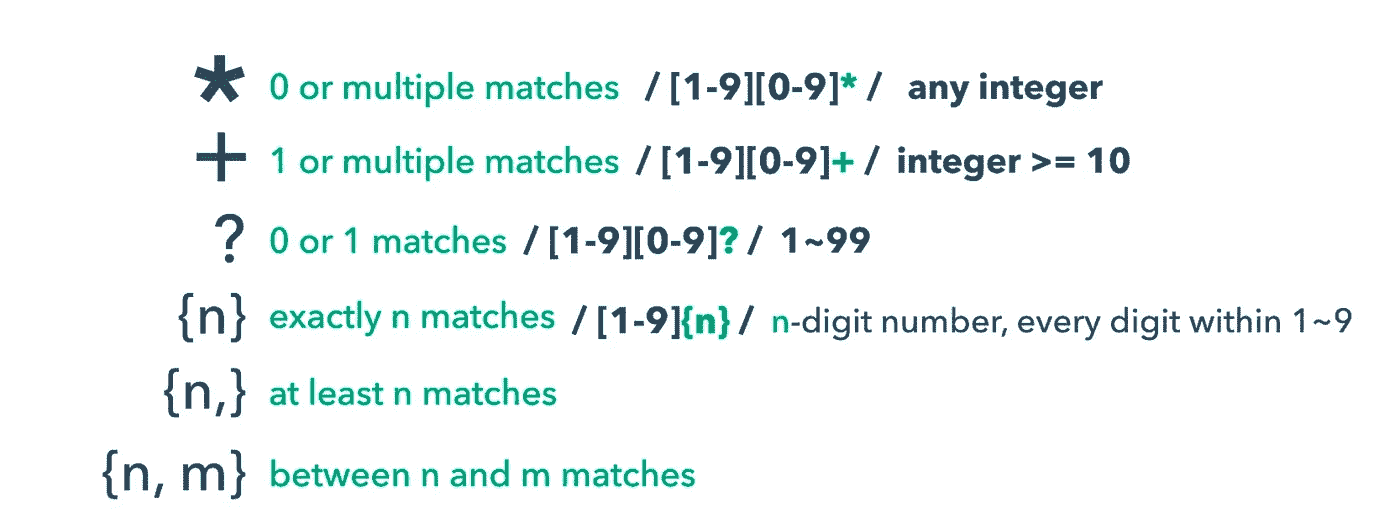 * 0 or multiple matches /[1-9][0-9]*/ any integer
+ 1 or multiple matches /[1-9][0-9]+/ integer >= 10
? 0 or 1 matches /[1-9][0-9]?/ 1~99
{n} exactly n matches /[1-9]{n}/ n-digit number, every digit within 1~9
{n,} at least n matches
{n, m} between n and m matches